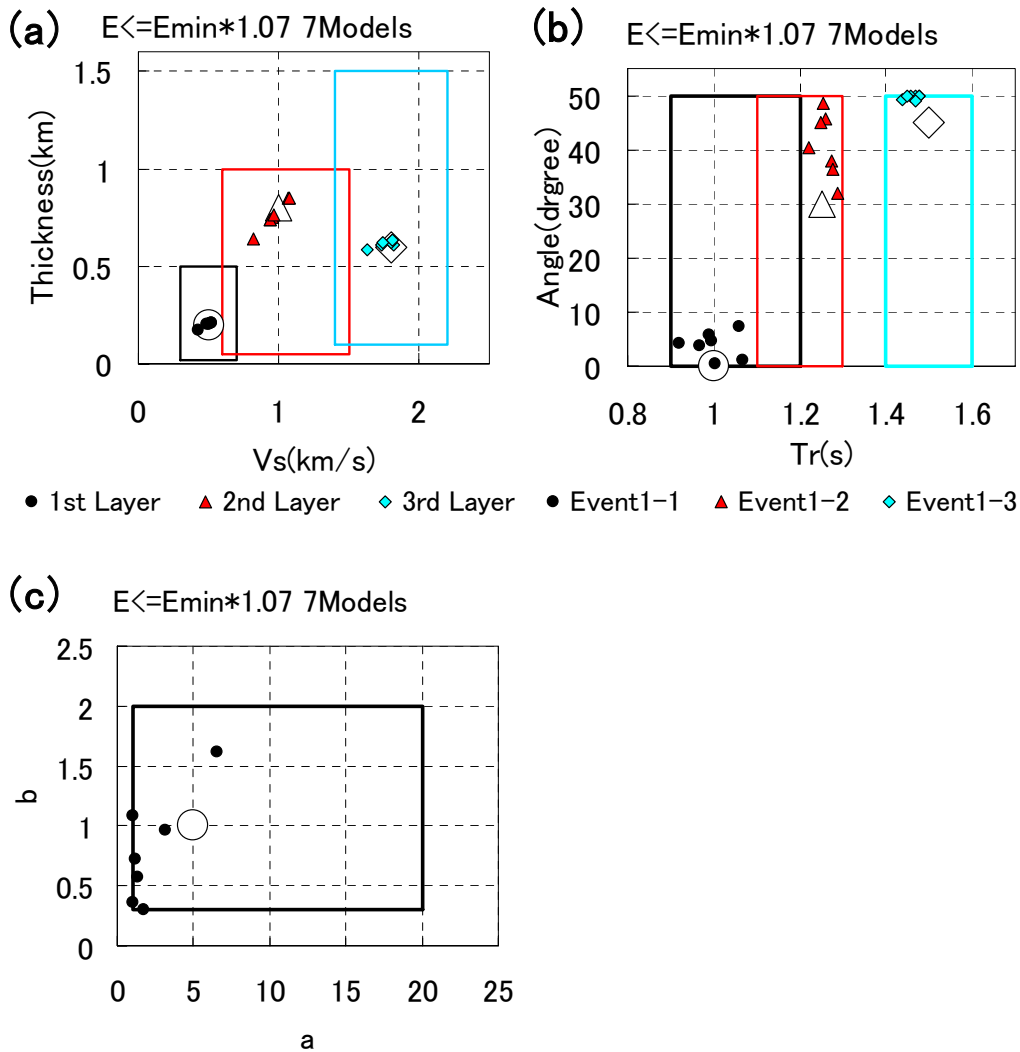 (a) E<=Emin*1.07 7Models
Thickness(km)
1.5
1
0.5
0
0 1 2
Vs(km/s)
● 1st Layer ▲ 2nd Layer ◆ 3rd Layer
(b) E<=Emin*1.07 7Models
Angle(drgree)
50
40
30
20
10
0
0.8 1 1.2 1.4 1.6
Tr(s)
● Event1-1 ▲ Event1-2 ◆ Event1-3
(c) E<=Emin*1.07 7Models
b
2.5
2
1.5
1
0.5
0
0 5 10 15 20 25
a